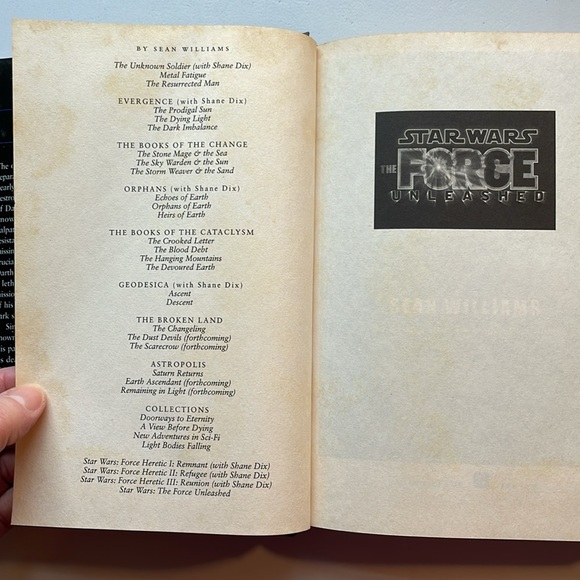 BY SEAN WILLIAMS
The Unknown Soldier (with Shane Dix)
Metal Fatigue
The Resurrected Man
EVERGENCE (with Shane Dix)
The Prodigal Sun
The Dying Light
The Dark Imbalance
THE BOOKS OF THE CHANGE
The Stone Mage & the Sea
The Sky Warden & the Sun
The Storm Weaver & the Sand
ORPHANS (with Shane Dix)
Echoes of Earth
Orphans of Earth
Heirs of Earth
THE BOOKS OF THE CATACLYSM
The Crooked Letter
The Blood Debt
The Hanging Mountains
The Devoured Earth
GEODESICA (with Shane Dix)
Ascent
Descent
THE BROKEN LAND
The Changeling
The Dust Devils (forthcoming)
The Scarecrow (forthcoming)
ASTROPOLIS
Saturn Returns
Earth Ascendant (forthcoming)
Remaining in Light (forthcoming)
COLLECTIONS
Doorways to Eternity
A View Before Dying
New Adventures in Sci-Fi
Light Bodies Falling
Star Wars: Force Heretic I: Remnant (with Shane Dix)
Star Wars: Force Heretic II: Refugee (with Shane Dix)
Star Wars: Force Heretic III: Reunion (with Shane Dix)
Star Wars: The Force Unleashed
STAR WARS
THE FORCE
UNLEASHED
SEAN WILLIAMS